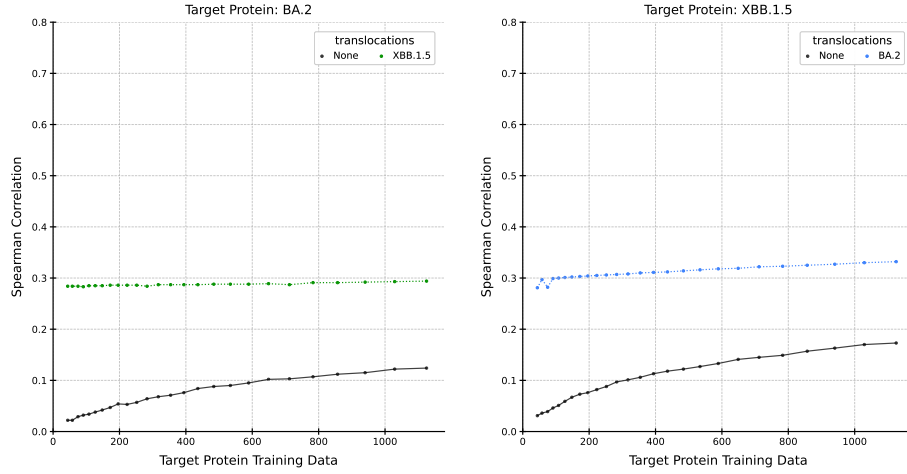 Target Protein: BA.2
Spearman Correlation
0.8
0.7
0.6
0.5
0.4
0.3
0.2
0.1
0.0
translocations
None XBB.1.5
0 200 400 600 800 1000
Target Protein Training Data
Target Protein: XBB.1.5
Spearman Correlation
0.8
0.7
0.6
0.5
0.4
0.3
0.2
0.1
0.0
translocations
None BA.2
0 200 400 600 800 1000
Target Protein Training Data